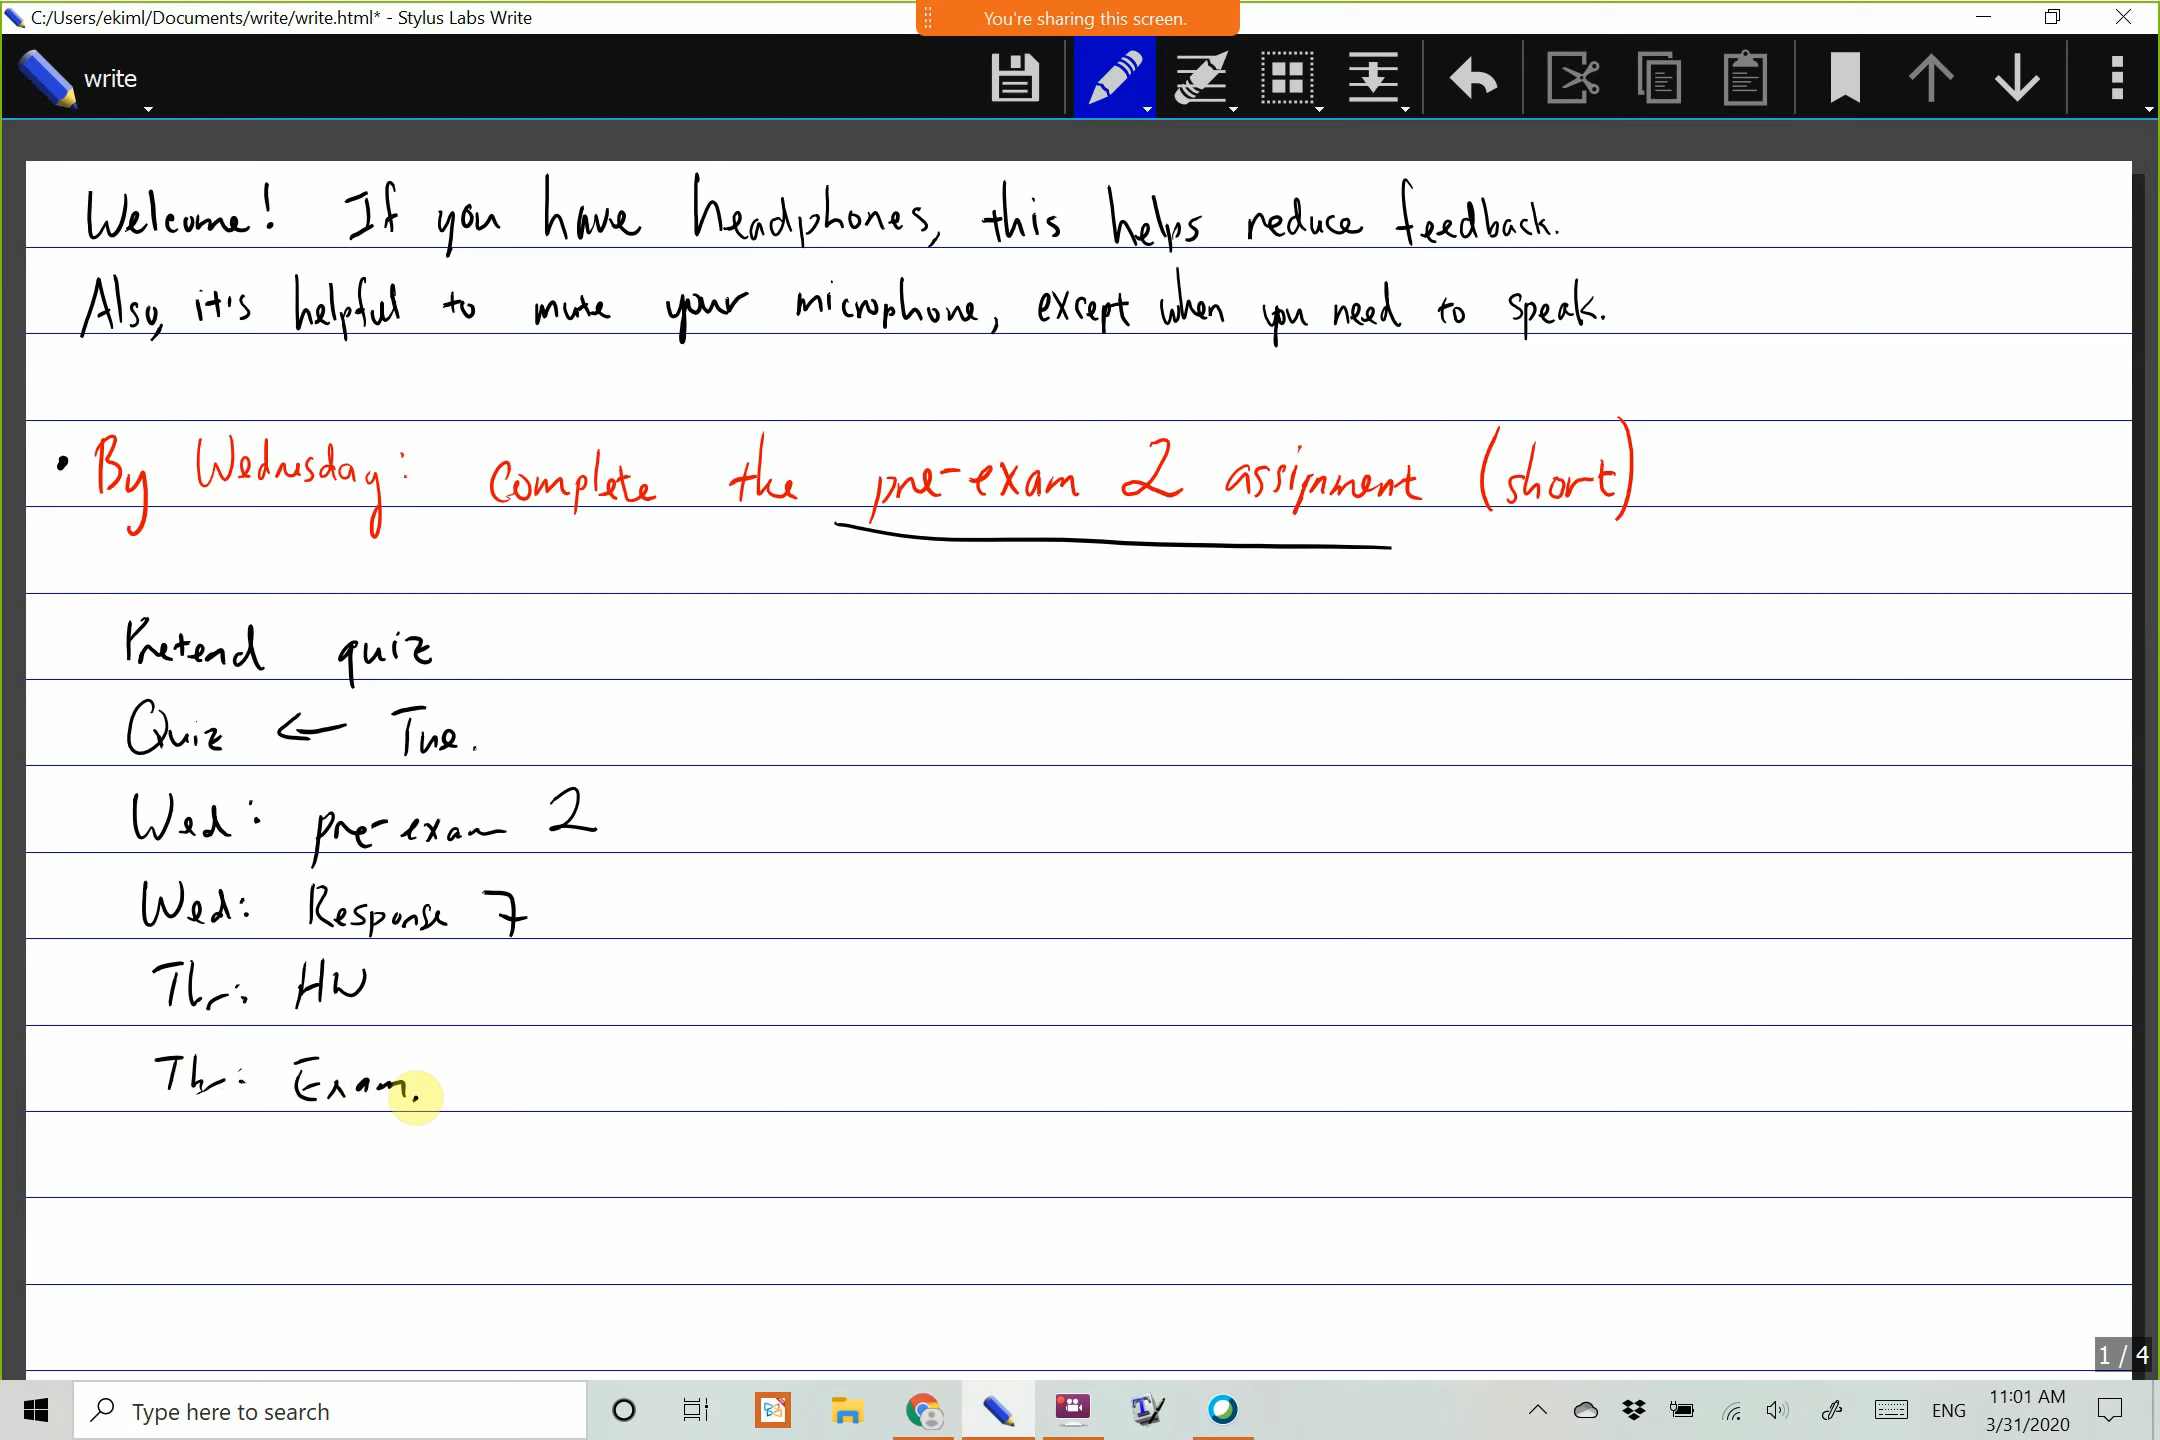 C:/Users/ekiml/Documents/write/write.html* - Stylus Labs Write
You're sharing this screen.
write
Welcome! If you have headphones, this helps reduce feedback.
Also, it's helpful to mute your microphone, except when you need to speak.
• By Wednesday: complete the pre-exam 2 assignment (short)
Pretend quiz
Quiz ← Tue.
Wed: pre-exam 2
Wed: Response 7
Thr: HW
Thr: Exam.
1 / 4
Type here to search
ENG
11:01 AM
3/31/2020